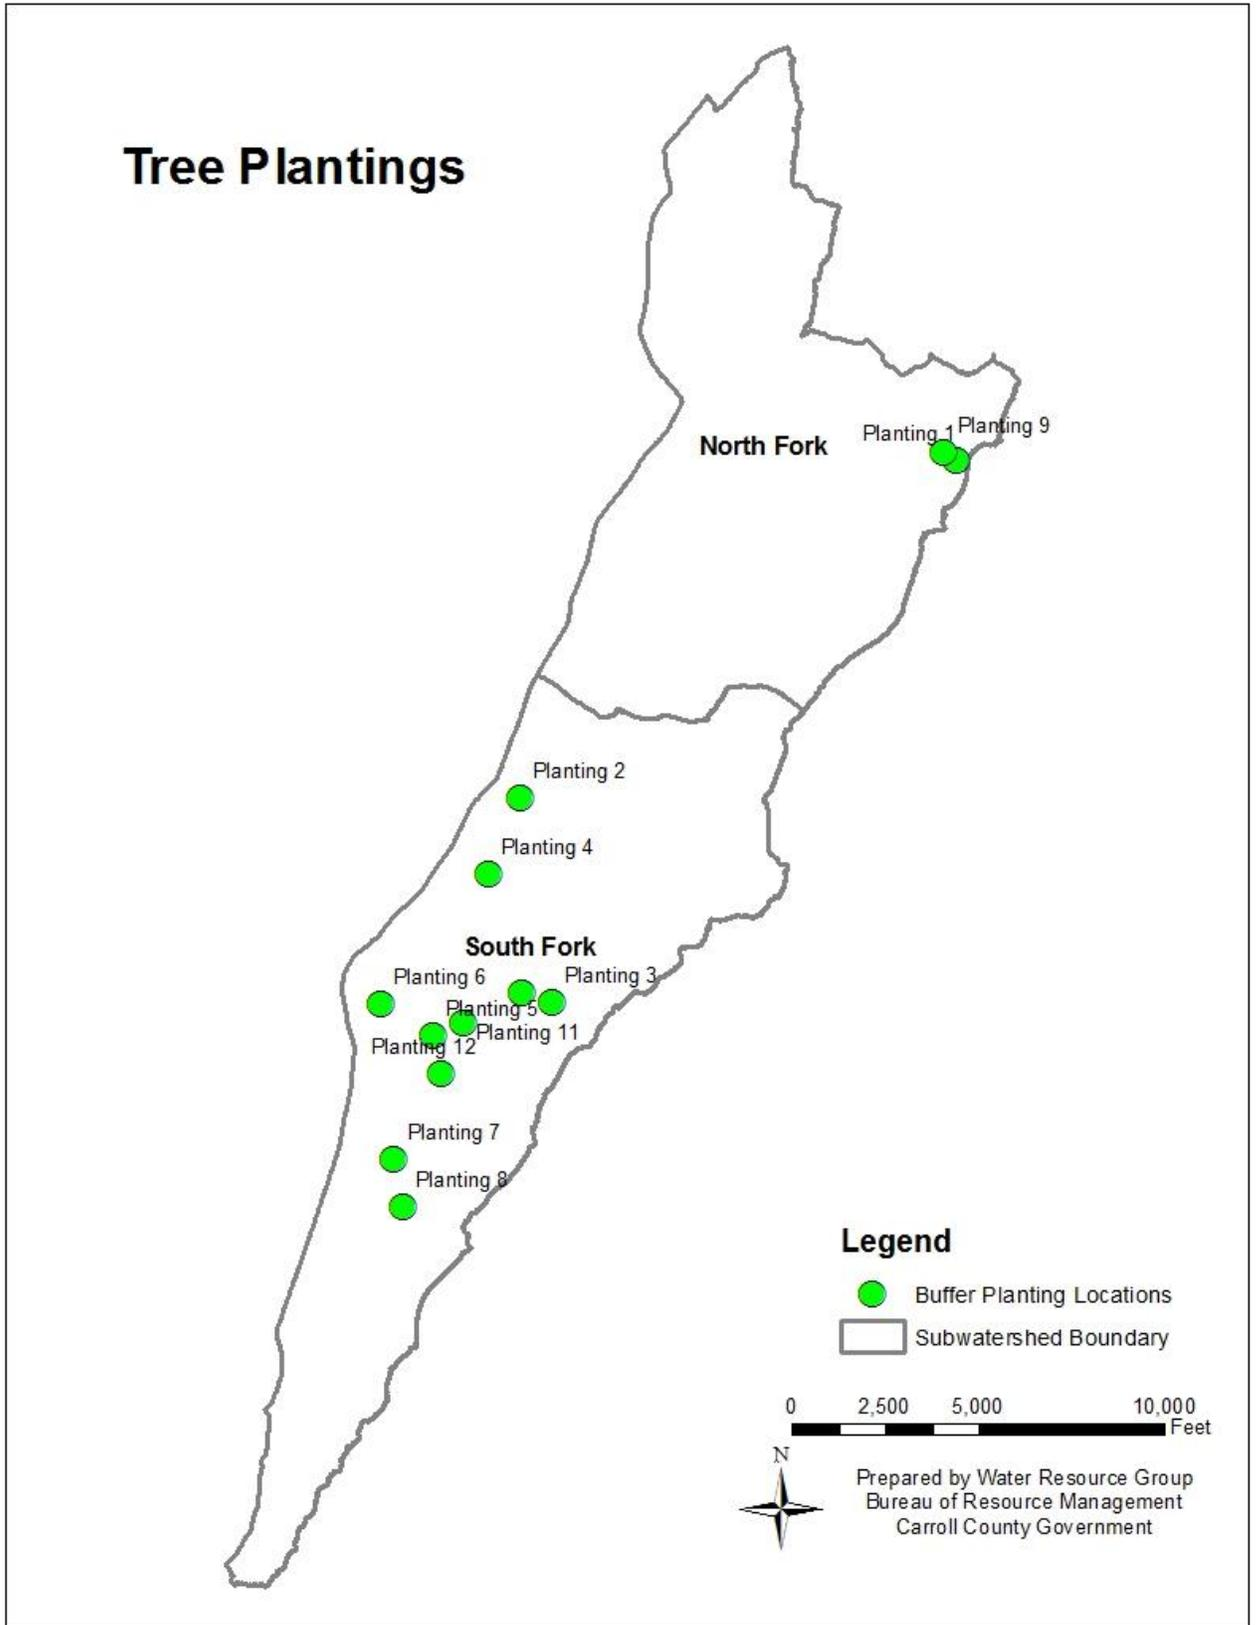 Tree Plantings
North Fork
Planting 1
Planting 9
Planting 2
Planting 4
South Fork
Planting 6
Planting 3
Planting 5
Planting 11
Planting 12
Planting 7
Planting 8
Legend
Buffer Planting Locations
Subwatershed Boundary
0 2,500 5,000 10,000
Feet
N
Prepared by Water Resource Group
Bureau of Resource Management
Carroll County Government